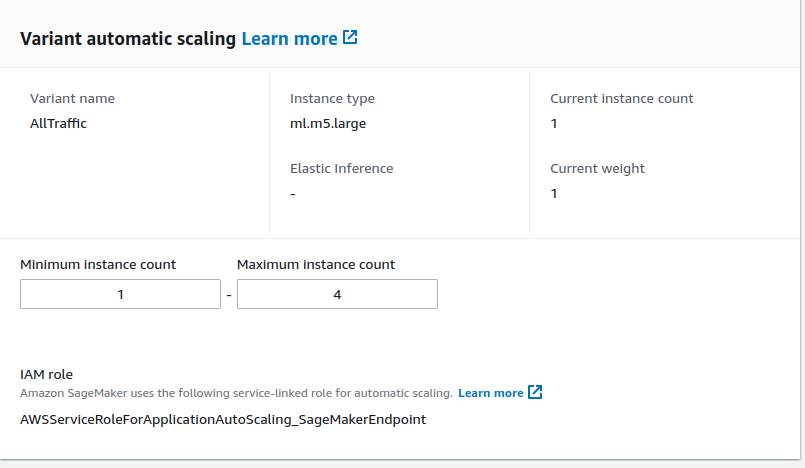 Variant automatic scaling Learn more
Variant name
AllTraffic
Instance type
ml.m5.large
Elastic Inference
-
Current instance count
1
Current weight
1
Minimum instance count
1
-
Maximum instance count
4
IAM role
Amazon SageMaker uses the following service-linked role for automatic scaling. Learn more
AWSServiceRoleForApplicationAutoScaling_SageMakerEndpoint